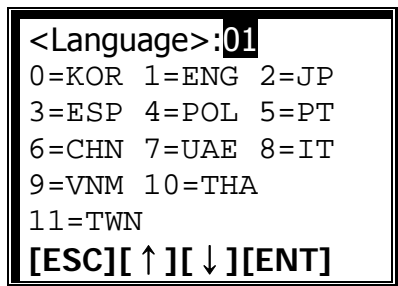 <Language>:01
0=KOR 1=ENG 2=JP
3=ESP 4=POL 5=PT
6=CHN 7=UAE 8=IT
9=VNM 10=THA
11=TWN
[ESC][↑][↓][ENT]